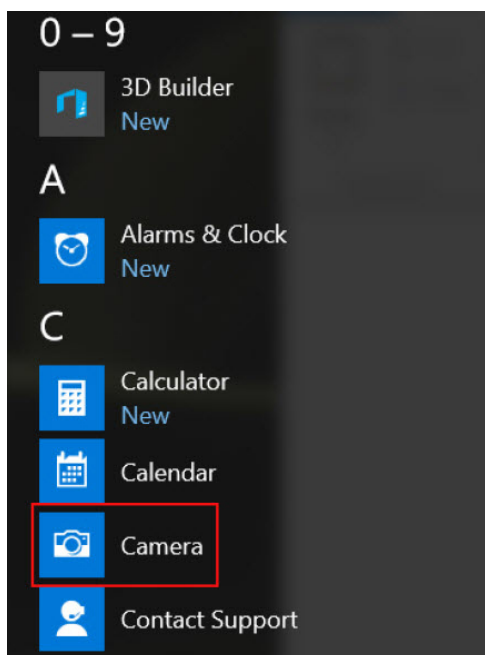 0 – 9
3D Builder
New
A
Alarms & Clock
New
C
Calculator
New
Calendar
Camera
Contact Support